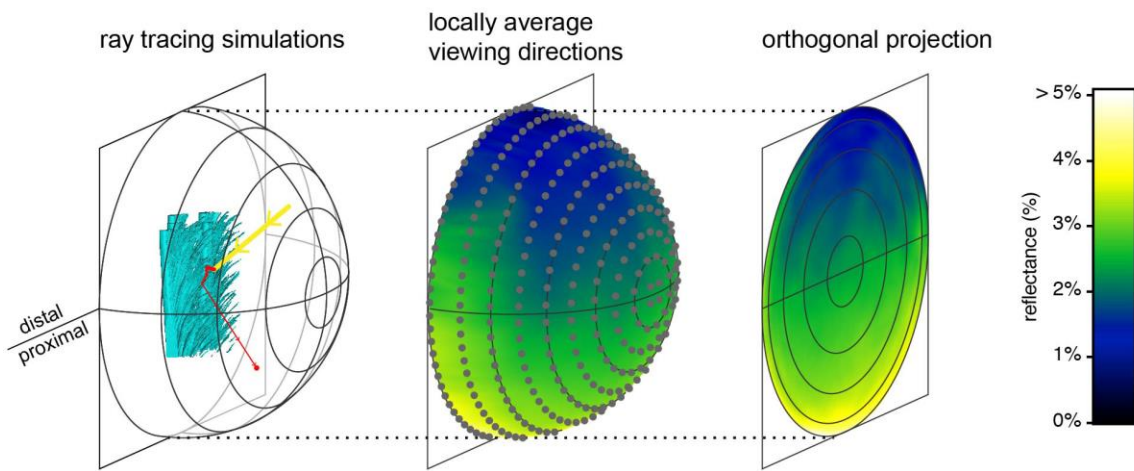 ray tracing simulations
locally average
viewing directions
orthogonal projection
distal
proximal
> 5%
4%
3%
2%
1%
0%
reflectance (%)